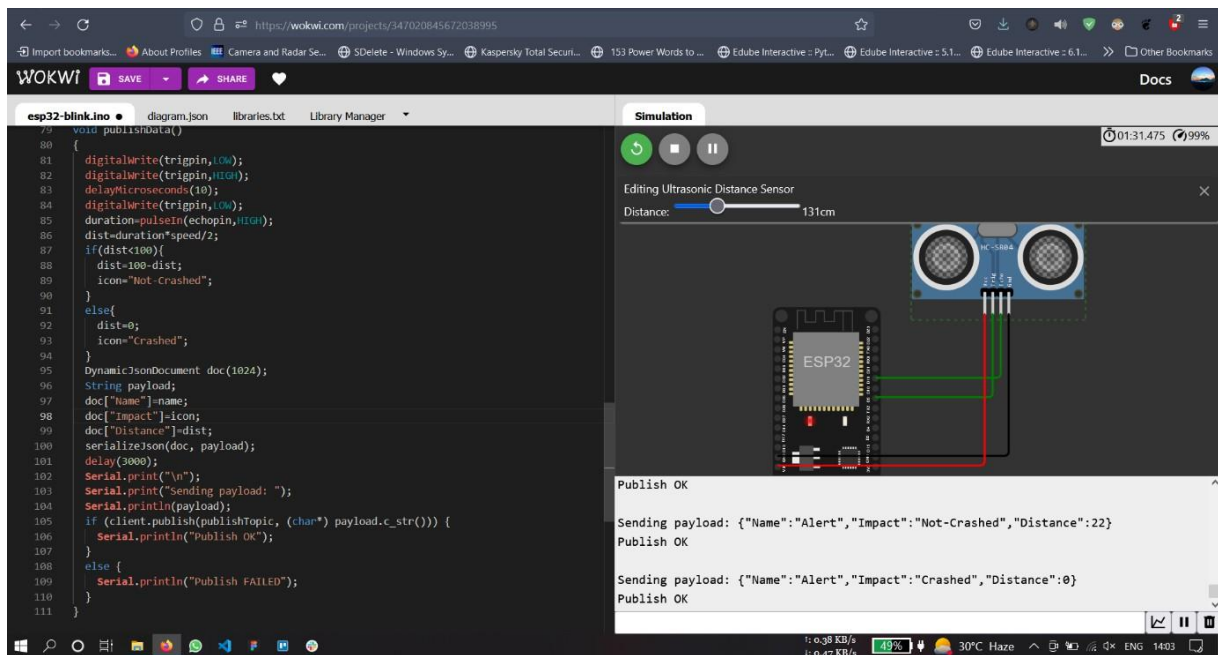 https://wokwi.com/projects/347020845672038995
Import bookmarks... About Profiles Camera and Radar Se... SDelete - Windows Sy... Kaspersky Total Securi... 153 Power Words to ... Edube Interactive :: Pyt... Edube Interactive :: 5.1... Edube Interactive :: 6.1... Other Bookmarks
WOKWI SAVE SHARE Docs
esp32-blink.ino diagram.json libraries.txt Library Manager
Simulation
79 void publishData()
80 {
81 digitalWrite(trigpin,LOW);
82 digitalWrite(trigpin,HIGH);
83 delayMicroseconds(10);
84 digitalWrite(trigpin,LOW);
85 duration=pulseIn(echopin,HIGH);
86 dist=duration*speed/2;
87 if(dist<100){
88 dist=100-dist;
89 icon="Not-Crashed";
90 }
91 else{
92 dist=0;
93 icon="Crashed";
94 }
95 DynamicJsonDocument doc(1024);
96 String payload;
97 doc["Name"]=name;
98 doc["Impact"]=icon;
99 doc["Distance"]=dist;
100 serializeJson(doc, payload);
101 delay(3000);
102 Serial.print("\n");
103 Serial.print("Sending payload: ");
104 Serial.println(payload);
105 if (client.publish(publishTopic, (char*) payload.c_str())) {
106 Serial.println("Publish OK");
107 }
108 else {
109 Serial.println("Publish FAILED");
110 }
111 }
01:31.475 99%
Editing Ultrasonic Distance Sensor
Distance: 131cm
HC-SR04
Vcc Trig Echo Gnd
ESP32
Publish OK
Sending payload: {"Name":"Alert","Impact":"Not-Crashed","Distance":22}
Publish OK
Sending payload: {"Name":"Alert","Impact":"Crashed","Distance":0}
Publish OK
0.38 KB/s
0.47 KB/s
49% 30°C Haze ENG 14:03